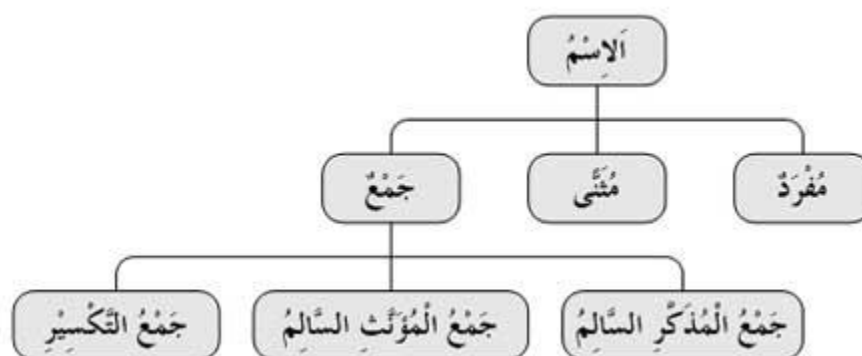 اَلاِسْمُ
مُفْرَدٌ مُثَنًّى جَمْعٌ
جَمْعُ الْمُذَكَّرِ السَّالِمُ جَمْعُ الْمُؤَنَّثِ السَّالِمُ جَمْعُ التَّكْسِيْرِ